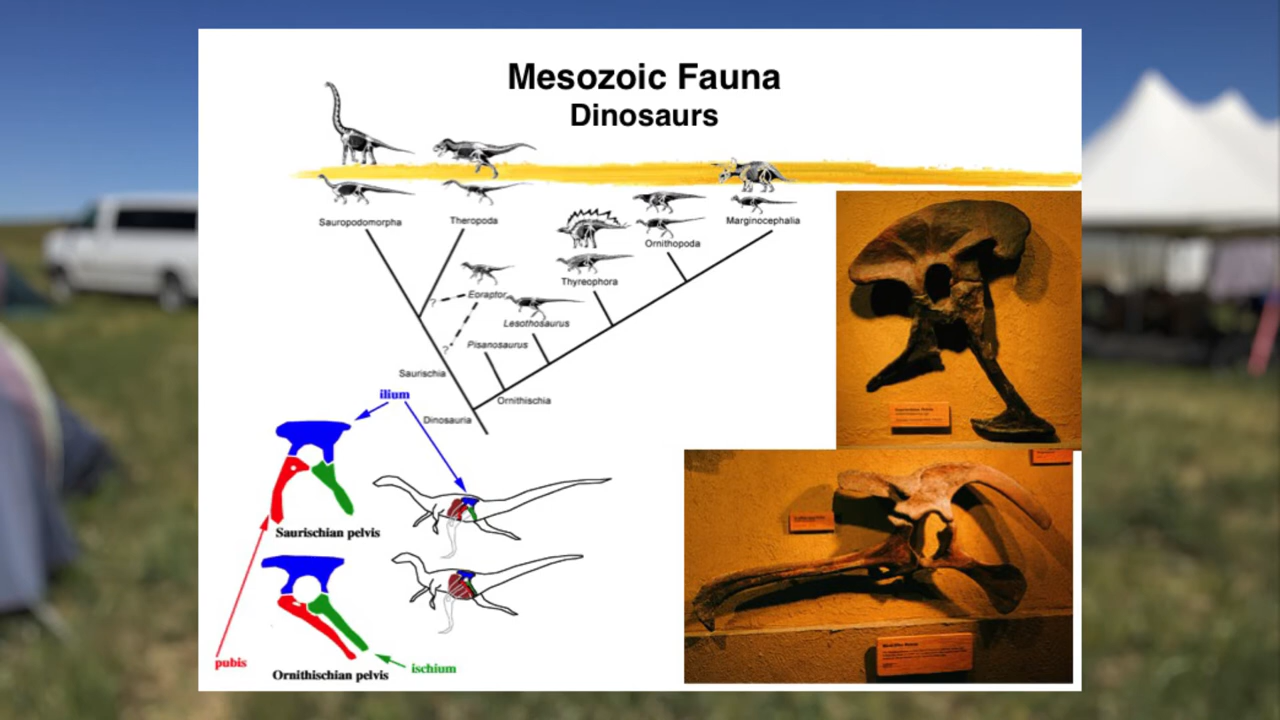 Mesozoic Fauna
Dinosaurs
Sauropodomorpha
Theropoda
Marginocephalia
Ornithopoda
Thyreophora
?
Eoraptor
Lesothosaurus
Pisanosaurus
?
Saurischia
Ornithischia
Dinosauria
ilium
Saurischian pelvis
pubis
ischium
Ornithischian pelvis